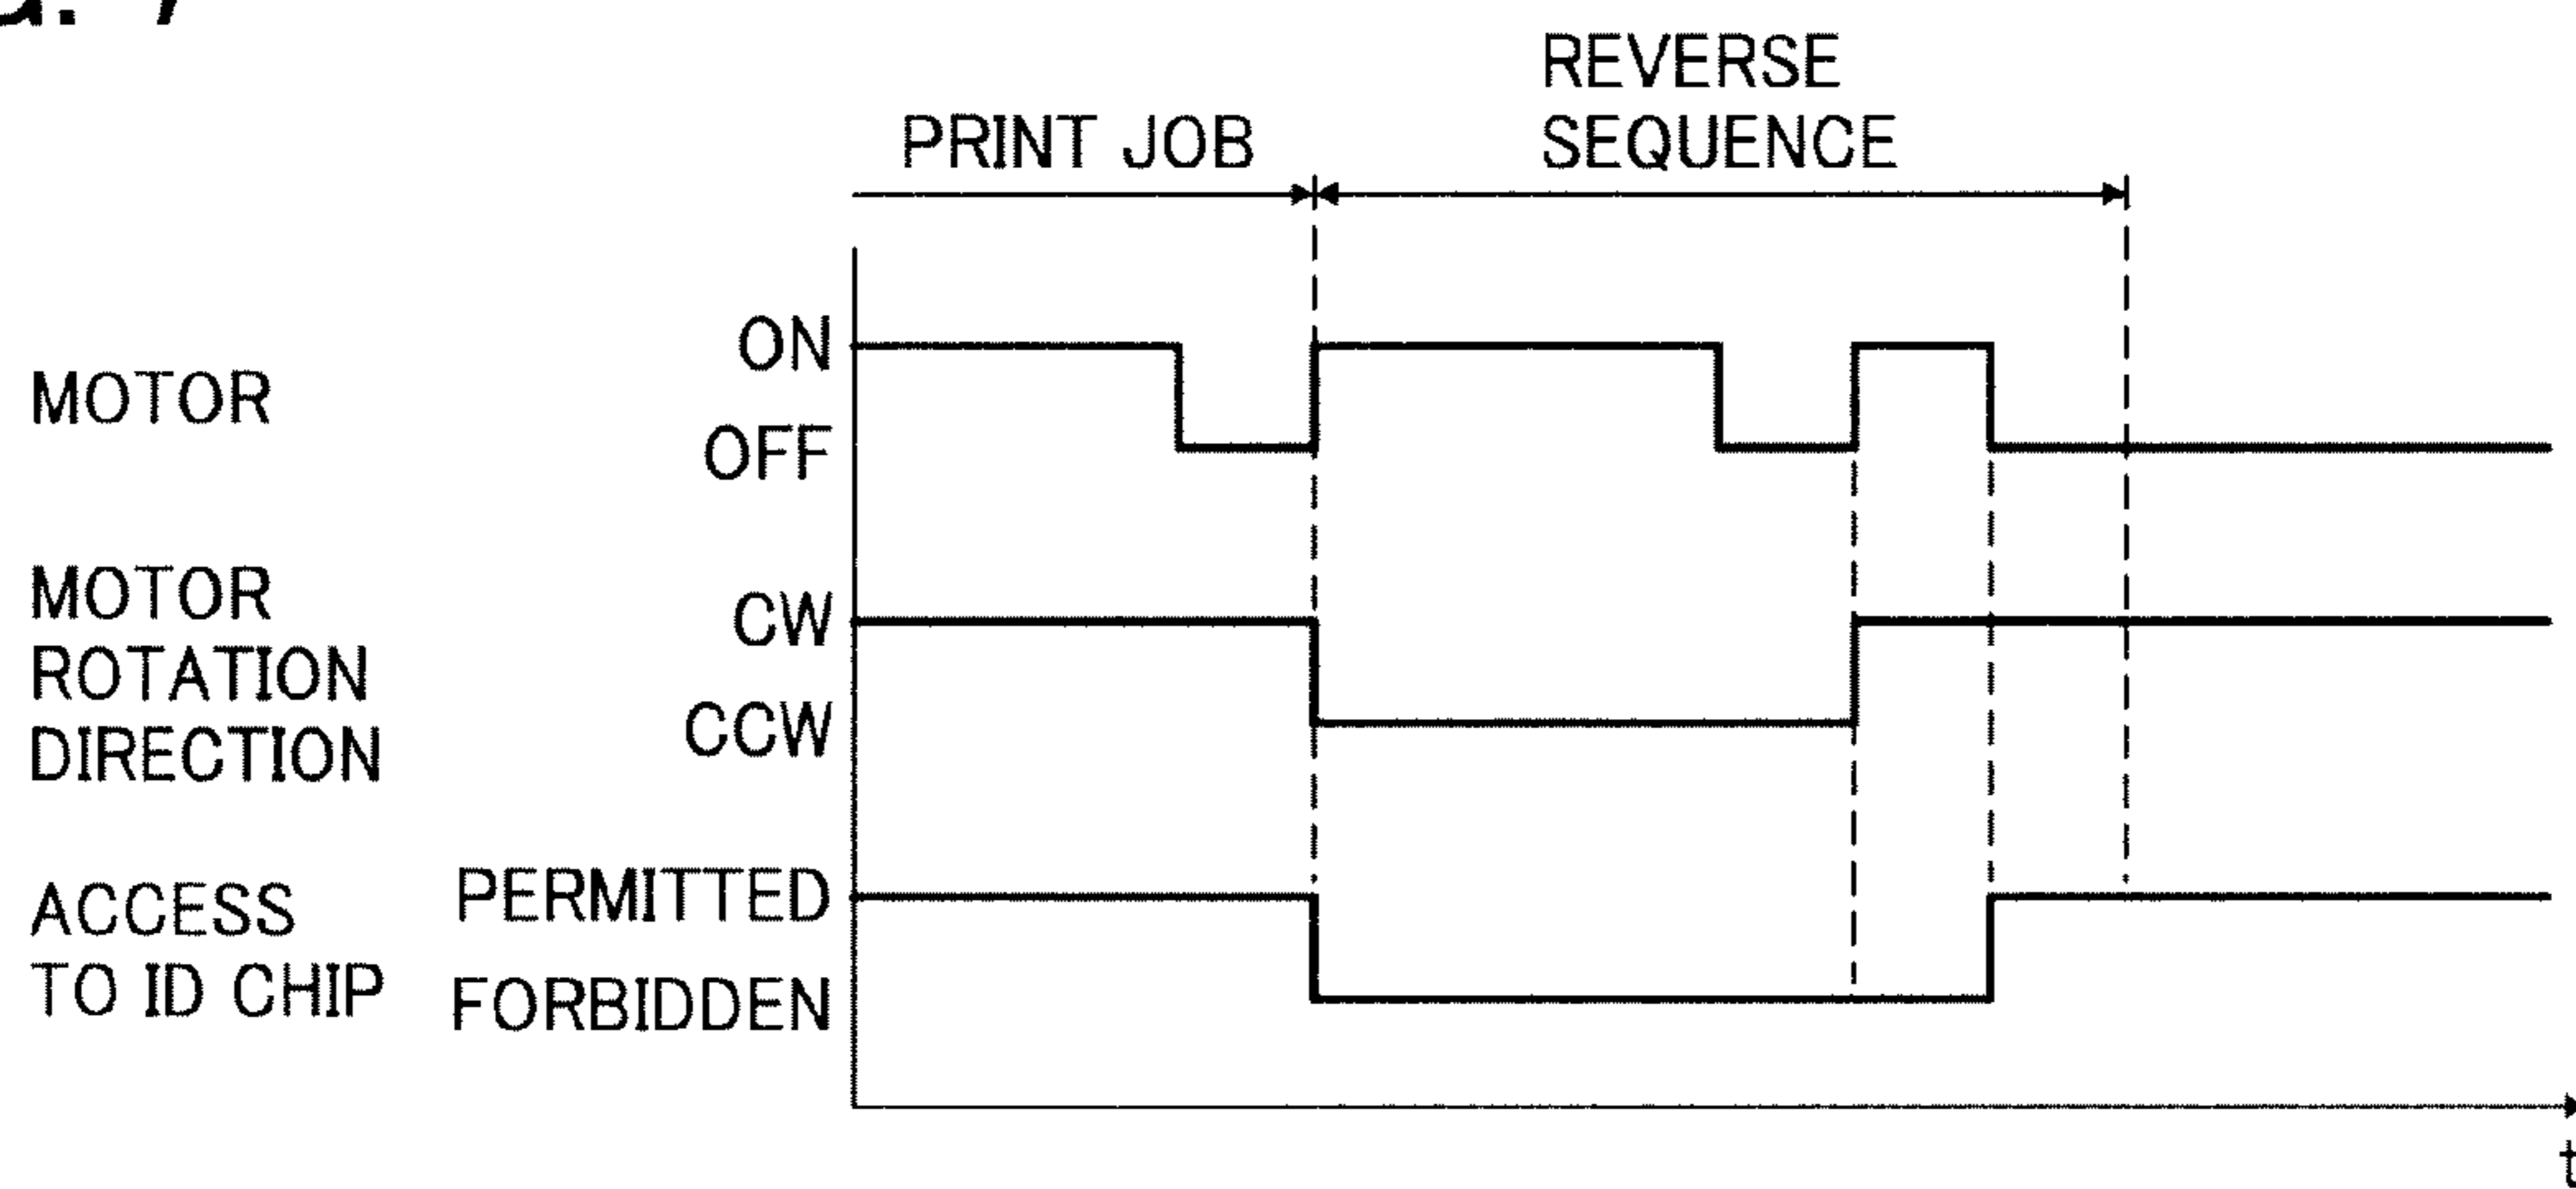 REVERSE
PRINT JOB SEQUENCE
ON
MOTOR
OFF
MOTOR
ROTATION
DIRECTION
CW
CCW
ACCESS
TO ID CHIP
PERMITTED
FORBIDDEN
t